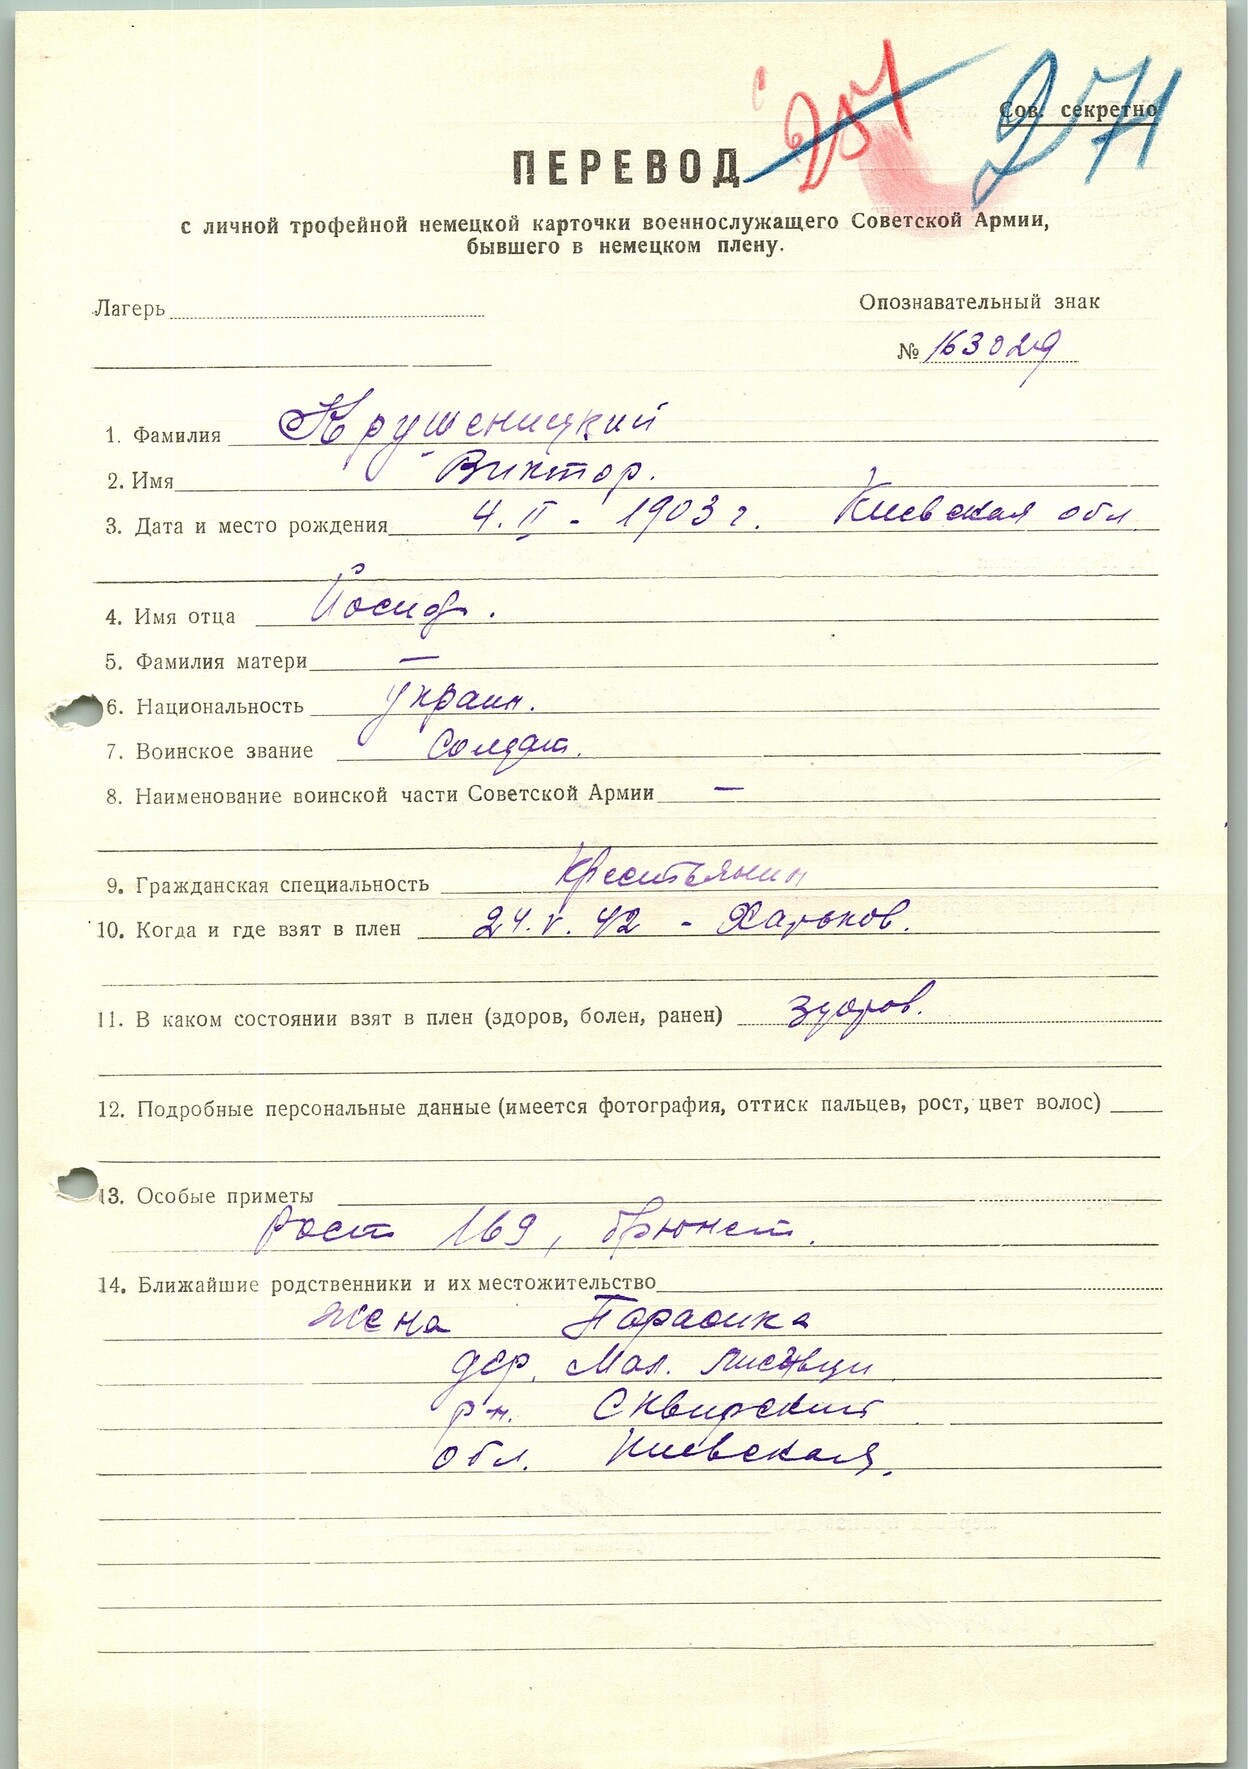 271
Сов. секретно
ПЕРЕВОД
с личной трофейной немецкой карточки военнослужащего Советской Армии,
бывшего в немецком плену.
Лагерь
Опознавательный знак
№ 163029
1. Фамилия Крушеницкий
2. Имя Виктор.
3. Дата и место рождения 4. II - 1903 г. Киевская обл.
4. Имя отца Йосиф.
5. Фамилия матери —
6. Национальность украин.
7. Воинское звание Солдат.
8. Наименование воинской части Советской Армии —
9. Гражданская специальность Крестьянин
10. Когда и где взят в плен 24. V. 42 - Харьков.
11. В каком состоянии взят в плен (здоров, болен, ранен) здоров.
12. Подробные персональные данные (имеется фотография, оттиск пальцев, рост, цвет волос)
13. Особые приметы
Рост 169, брюнет.
14. Ближайшие родственники и их местожительство
Жена Парасика
дер. Мал.
рн. Сквирский
обл. Киевская.